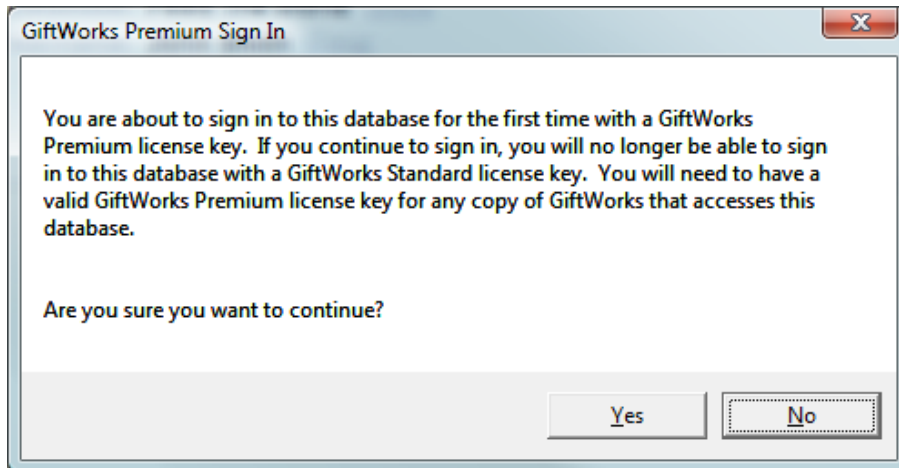 GiftWorks Premium Sign In
You are about to sign in to this database for the first time with a GiftWorks
Premium license key.  If you continue to sign in, you will no longer be able to sign
in to this database with a GiftWorks Standard license key.  You will need to have a
valid GiftWorks Premium license key for any copy of GiftWorks that accesses this
database.
Are you sure you want to continue?
Yes
No